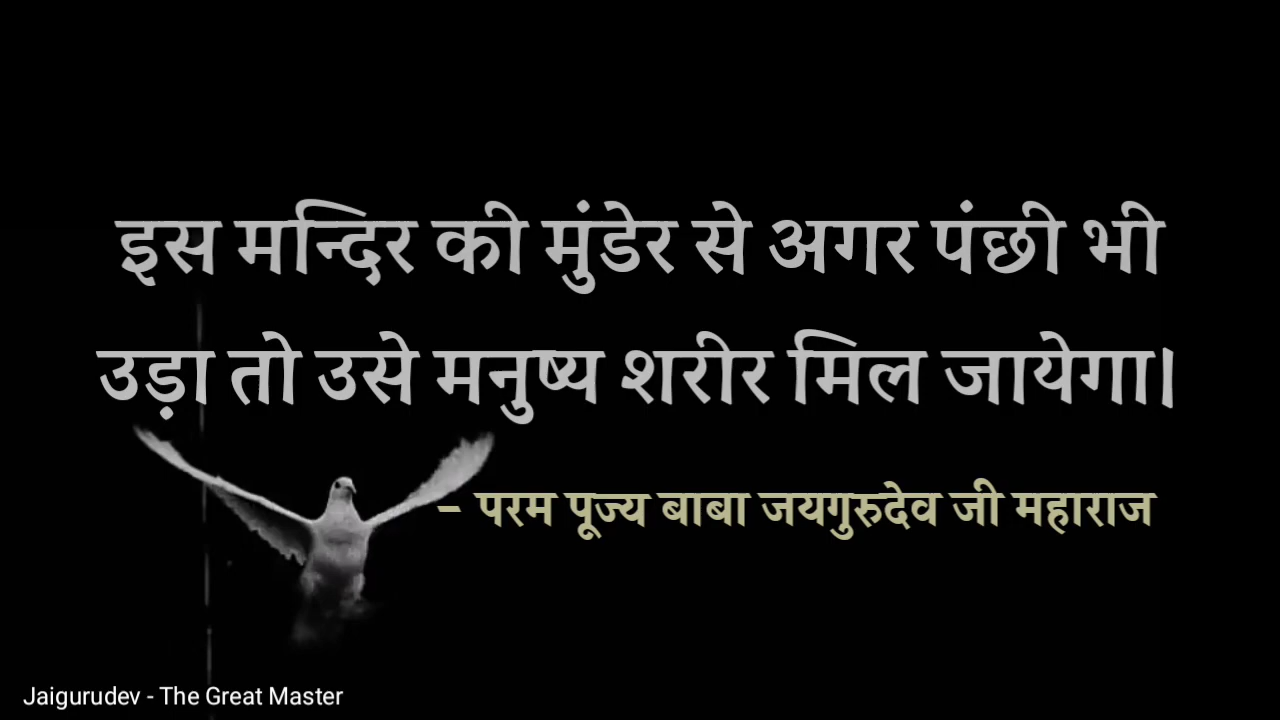 इस मन्दिर की मुंडेर से अगर पंछी भी
उड़ा तो उसे मनुष्य शरीर मिल जायेगा।
– परम पूज्य बाबा जयगुरुदेव जी महाराज
Jaigurudev - The Great Master